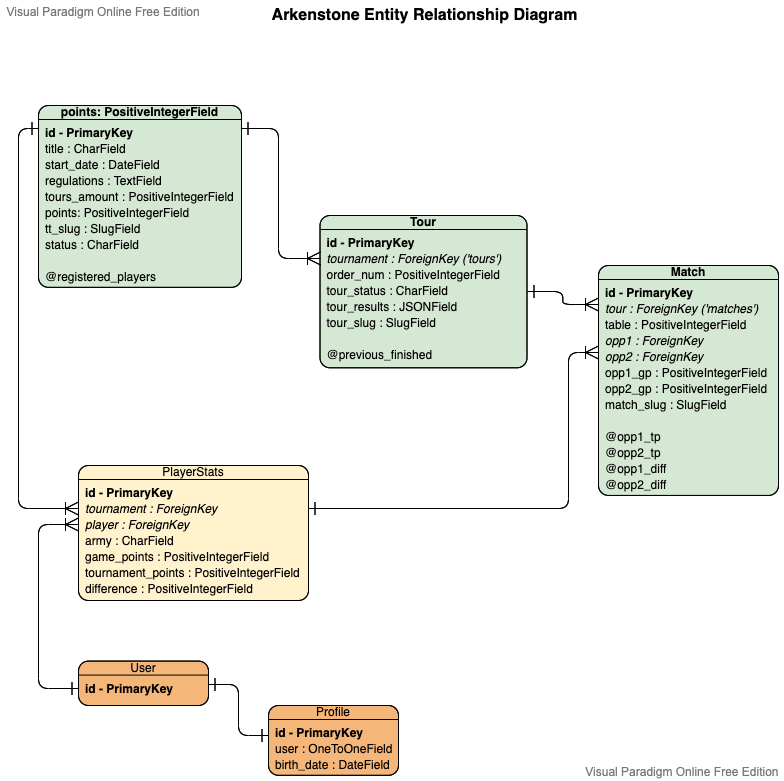 Visual Paradigm Online Free Edition
Arkenstone Entity Relationship Diagram
points: PositiveIntegerField
id - PrimaryKey
title : CharField
start_date : DateField
regulations : TextField
tours_amount : PositiveIntegerField
points: PositiveIntegerField
tt_slug : SlugField
status : CharField
@registered_players
Tour
id - PrimaryKey
tournament : ForeignKey ('tours')
order_num : PositiveIntegerField
tour_status : CharField
tour_results : JSONField
tour_slug : SlugField
@previous_finished
Match
id - PrimaryKey
tour : ForeignKey ('matches')
table : PositiveIntegerField
opp1 : ForeignKey
opp2 : ForeignKey
opp1_gp : PositiveIntegerField
opp2_gp : PositiveIntegerField
match_slug : SlugField
@opp1_tp
@opp2_tp
@opp1_diff
@opp2_diff
PlayerStats
id - PrimaryKey
tournament : ForeignKey
player : ForeignKey
army : CharField
game_points : PositiveIntegerField
tournament_points : PositiveIntegerField
difference : PositiveIntegerField
User
id - PrimaryKey
Profile
id - PrimaryKey
user : OneToOneField
birth_date : DateField
Visual Paradigm Online Free Edition